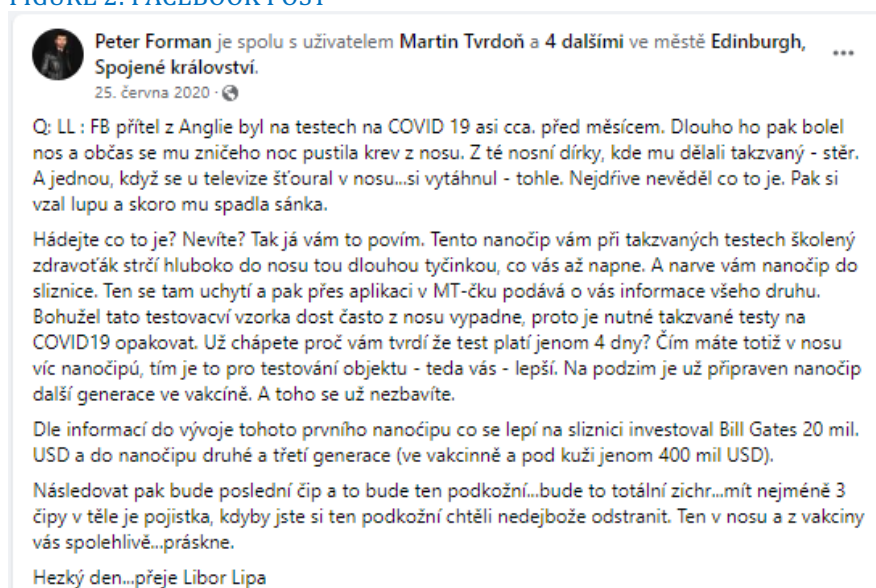 FIGURE 2: FACEBOOK POST
Peter Forman je spolu s uživatelem Martin Tvrdoň a 4 dalšími ve městě Edinburgh,
Spojené království.
25. června 2020 ·
Q: LL : FB přítel z Anglie byl na testech na COVID 19 asi cca. před měsícem. Dlouho ho pak bolel
nos a občas se mu zničeho noc pustila krev z nosu. Z té nosní dírky, kde mu dělali takzvaný - stěr.
A jednou, když se u televize šťoural v nosu...si vytáhnul - tohle. Nejdříve nevěděl co to je. Pak si
vzal lupu a skoro mu spadla sánka.
Hádejte co to je? Nevíte? Tak já vám to povím. Tento nanočip vám při takzvaných testech školený
zdravoťák strčí hluboko do nosu tou dlouhou tyčinkou, co vás až napne. A narve vám nanočip do
sliznice. Ten se tam uchytí a pak přes aplikaci v MT-čku podává o vás informace všeho druhu.
Bohužel tato testovacví vzorka dost často z nosu vypadne, proto je nutné takzvané testy na
COVID19 opakovat. Už chápete proč vám tvrdí že test platí jenom 4 dny? Čím máte totiž v nosu
víc nanočipú, tím je to pro testování objektu - teda vás - lepší. Na podzim je už připraven nanočip
další generace ve vakcíně. A toho se už nezbavíte.
Dle informací do vývoje tohoto prvního nanoćipu co se lepí na sliznici investoval Bill Gates 20 mil.
USD a do nanočipu druhé a třetí generace (ve vakcinně a pod kuži jenom 400 mil USD).
Následovat pak bude poslední čip a to bude ten podkožní...bude to totální zichr...mít nejméně 3
čipy v těle je pojistka, kdyby jste si ten podkožní chtěli nedejbože odstranit. Ten v nosu a z vakciny
vás spolehlivě...práskne.
Hezký den...přeje Libor Lipa